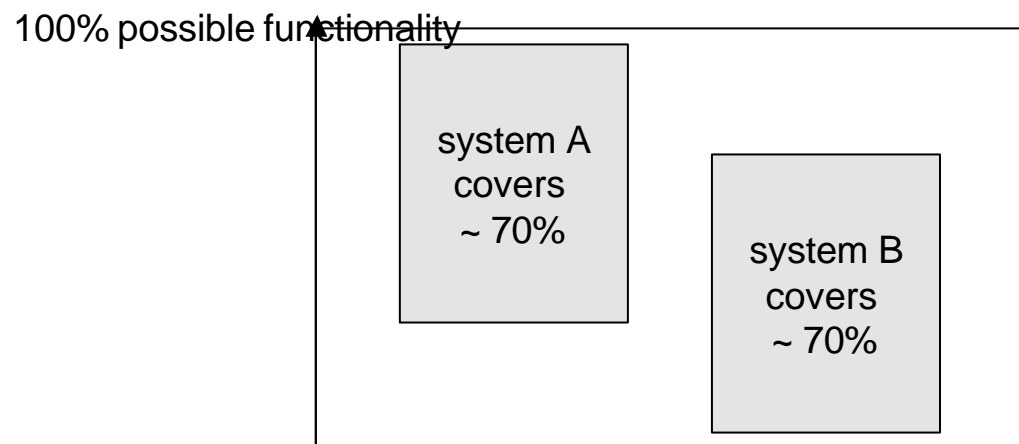 100% possible functionality
system A
covers
~ 70%
system B
covers
~ 70%